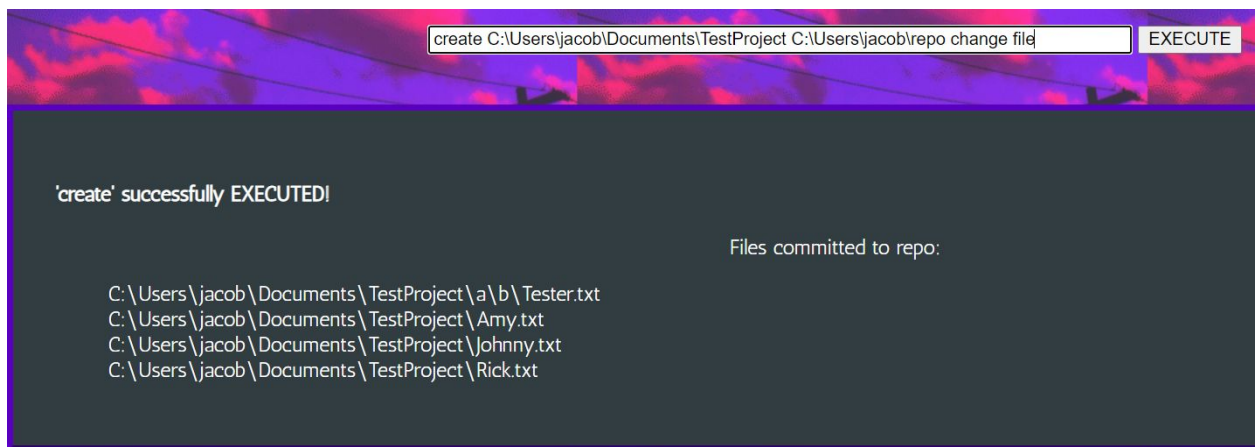 create C:\Users\jacob\Documents\TestProject C:\Users\jacob\repo change file
EXECUTE
'create' successfully EXECUTED!
Files committed to repo:
C:\Users\jacob\Documents\TestProject\a\b\Tester.txt
C:\Users\jacob\Documents\TestProject\Amy.txt
C:\Users\jacob\Documents\TestProject\Johnny.txt
C:\Users\jacob\Documents\TestProject\Rick.txt